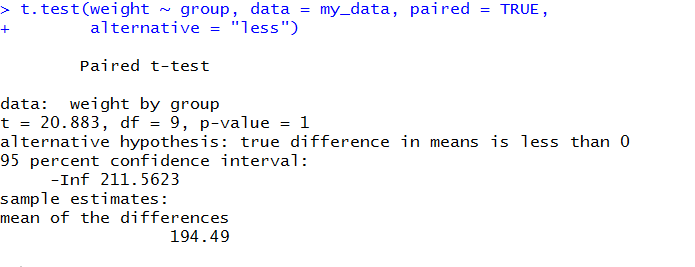 > t.test(weight ~ group, data = my_data, paired = TRUE,
+        alternative = "less")
Paired t-test
data:  weight by group
t = 20.883, df = 9, p-value = 1
alternative hypothesis: true difference in means is less than 0
95 percent confidence interval:
-Inf 211.5623
sample estimates:
mean of the differences
194.49